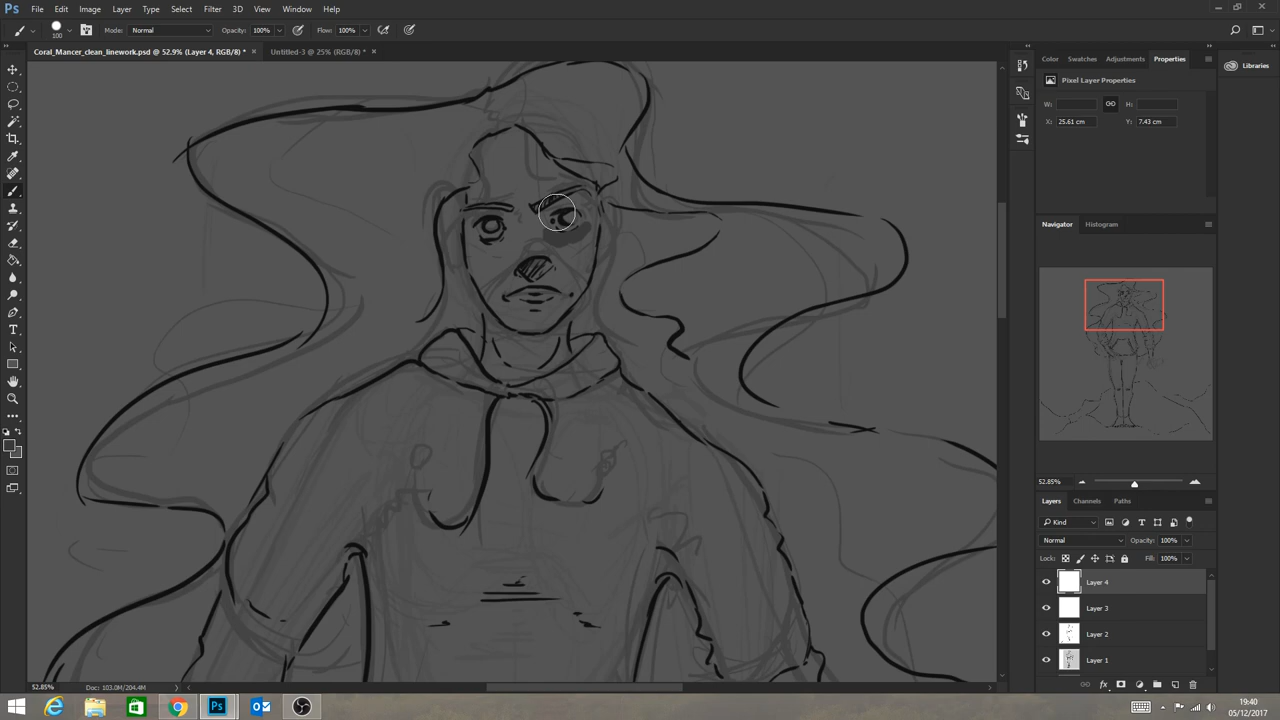 Ps File Edit Image Layer Type Select Filter 3D View Window Help
100 Mode: Normal Opacity: 100% Flow: 100%
Coral_Mancer_clean_linework.psd @ 52.9% (Layer 4, RGB/8) * × Untitled-3 @ 25% (RGB/8) * ×
Color Swatches Adjustments Properties
Libraries
Pixel Layer Properties
W: H:
X: 25.61 cm Y: 7.43 cm
Navigator Histogram
52.85%
Layers Channels Paths
Kind
Normal Opacity: 100%
Lock: Fill: 100%
Layer 4
Layer 3
Layer 2
Layer 1
fx
52.85% Doc: 103.0M/204.4M
Ps
19:40
05/12/2017